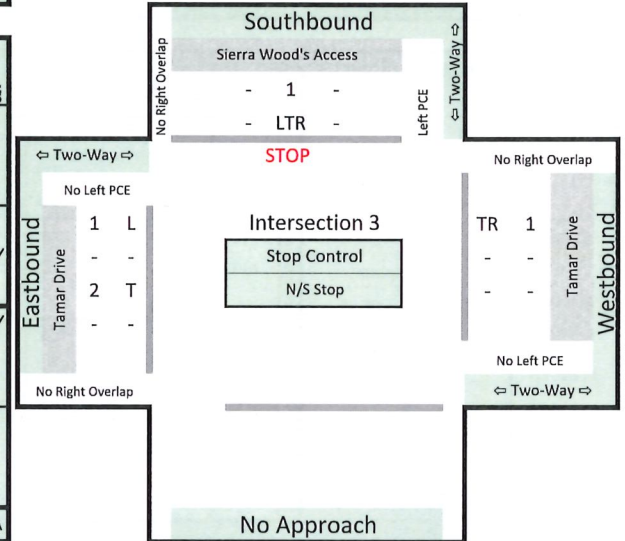 Southbound
Sierra Wood's Access
No Right Overlap
- 1 -
- LTR -
Left PCE
⇦ Two-Way ⇨
STOP
⇦ Two-Way ⇨
No Left PCE
Eastbound
Tamar Drive
1 L
- -
2 T
- -
No Right Overlap
Intersection 3
Stop Control
N/S Stop
No Right Overlap
TR 1
- -
- -
Tamar Drive
Westbound
No Left PCE
⇦ Two-Way ⇨
No Approach